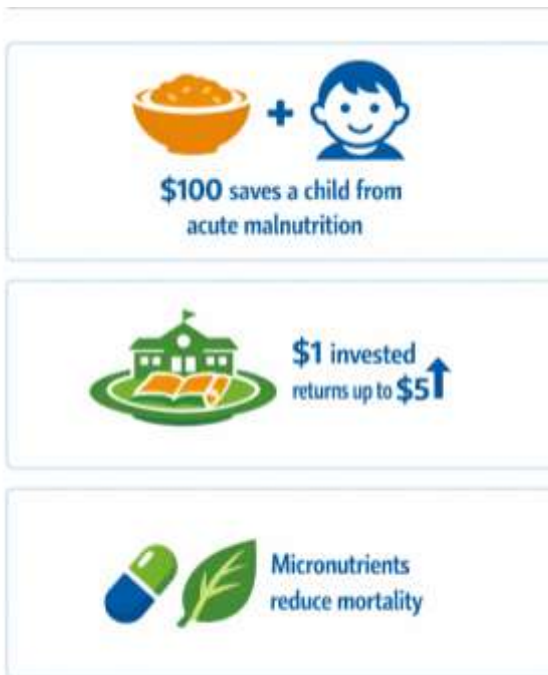 $100 saves a child from
acute malnutrition
$1 invested
returns up to $5
Micronutrients
reduce mortality